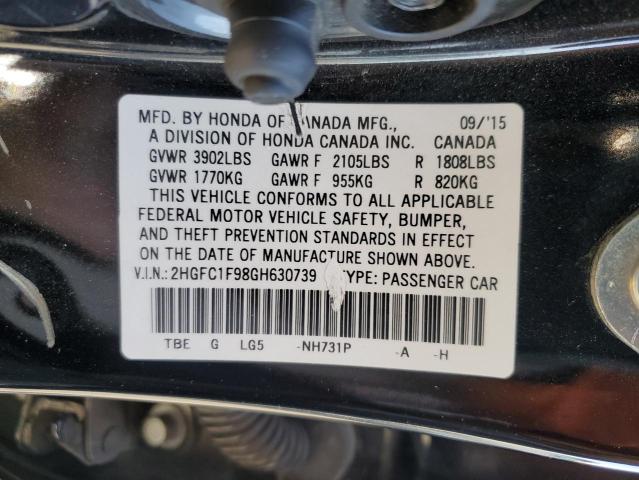 MFD. BY HONDA OF CANADA MFG., 09/'15
A DIVISION OF HONDA CANADA INC. CANADA
GVWR 3902LBS GAWR F 2105LBS R 1808LBS
GVWR 1770KG GAWR F 955KG R 820KG
THIS VEHICLE CONFORMS TO ALL APPLICABLE
FEDERAL MOTOR VEHICLE SAFETY, BUMPER,
AND THEFT PREVENTION STANDARDS IN EFFECT
ON THE DATE OF MANUFACTURE SHOWN ABOVE.
V.I.N.: 2HGFC1F98GH630739 TYPE: PASSENGER CAR
TBE G LG5 -NH731P -A -H